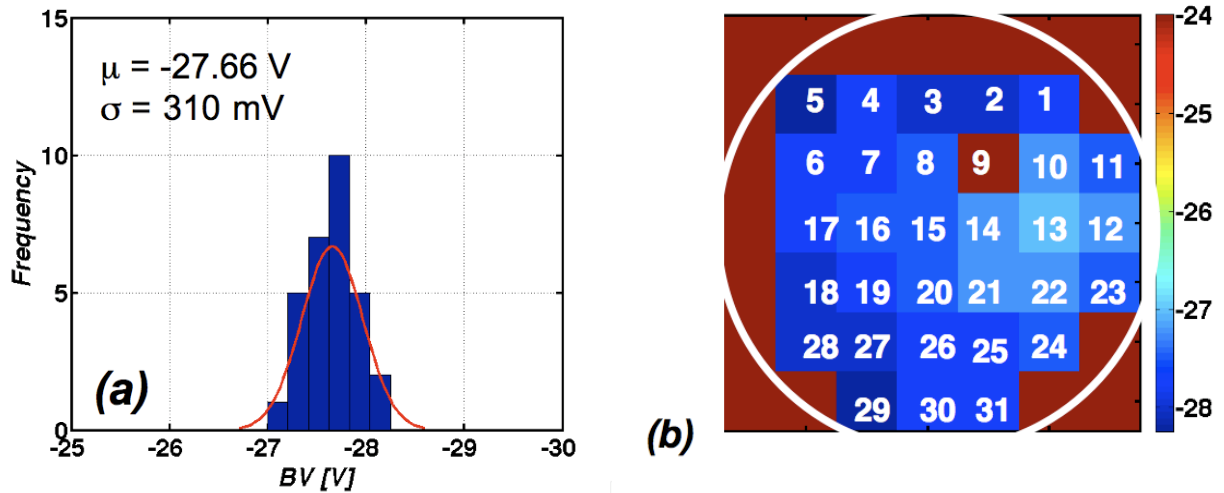 μ = -27.66 V
σ = 310 mV
Frequency
15
10
5
0
-25 -26 -27 -28 -29 -30
BV [V]
(a)
5 4 3 2 1
6 7 8 9 10 11
17 16 15 14 13 12
18 19 20 21 22 23
28 27 26 25 24
29 30 31
(b)
-24
-25
-26
-27
-28